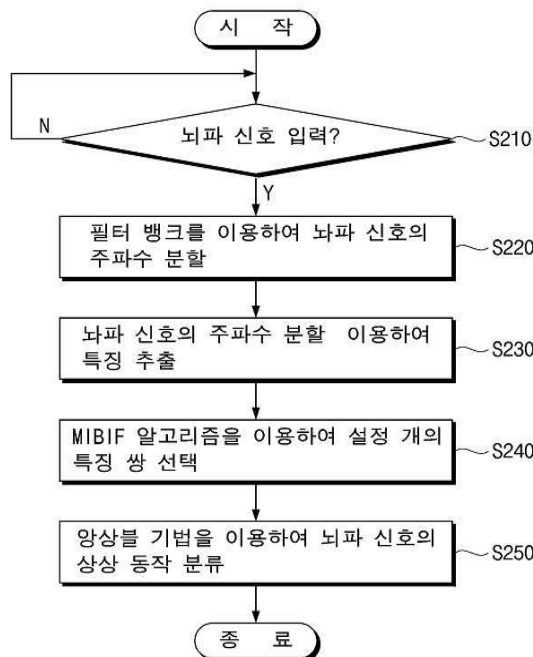 시 작
N
뇌파 신호 입력?
S210
Y
필터 뱅크를 이용하여 뇌파 신호의
주파수 분할
S220
뇌파 신호의 주파수 분할 이용하여
특징 추출
S230
MIBIF 알고리즘을 이용하여 설정 개의
특징 쌍 선택
S240
앙상블 기법을 이용하여 뇌파 신호의
상상 동작 분류
S250
종 료